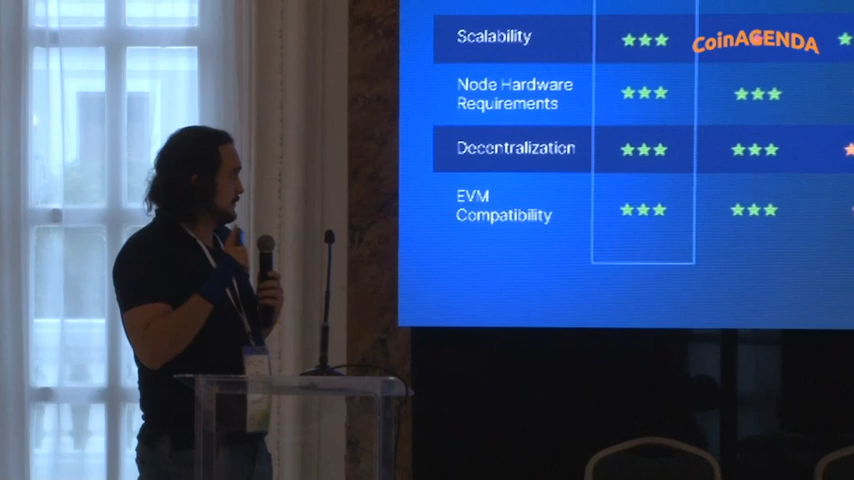 Scalability
CoinAGENDA
Node Hardware
Requirements
Decentralization
EVM
Compatibility